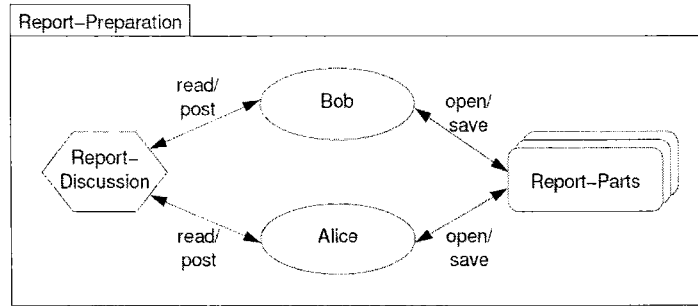 Report-Preparation
read/
post
Bob
open/
save
Report-
Discussion
Report-Parts
read/
post
Alice
open/
save